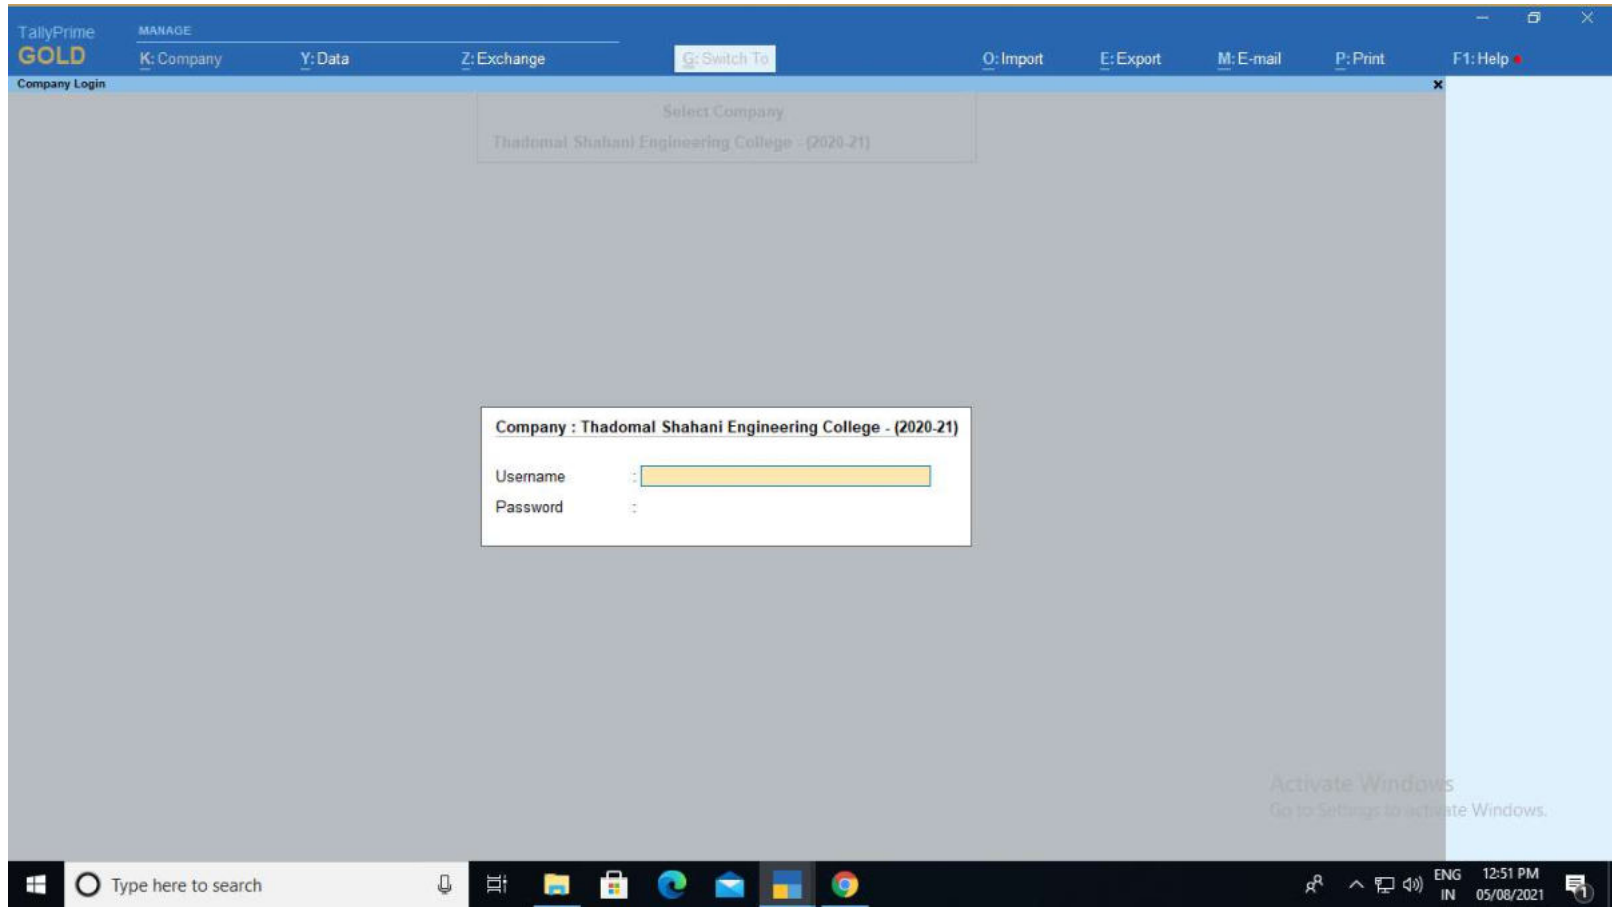 TallyPrime
GOLD
MANAGE
K: Company
Y: Data
Z: Exchange
G: Switch To
O: Import
E: Export
M: E-mail
P: Print
F1: Help
Company Login
Select Company
Thadomal Shahani Engineering College - (2020-21)
Company : Thadomal Shahani Engineering College - (2020-21)
Username :
Password :
Activate Windows
Go to Settings to activate Windows.
Type here to search
ENG
IN
12:51 PM
05/08/2021
1